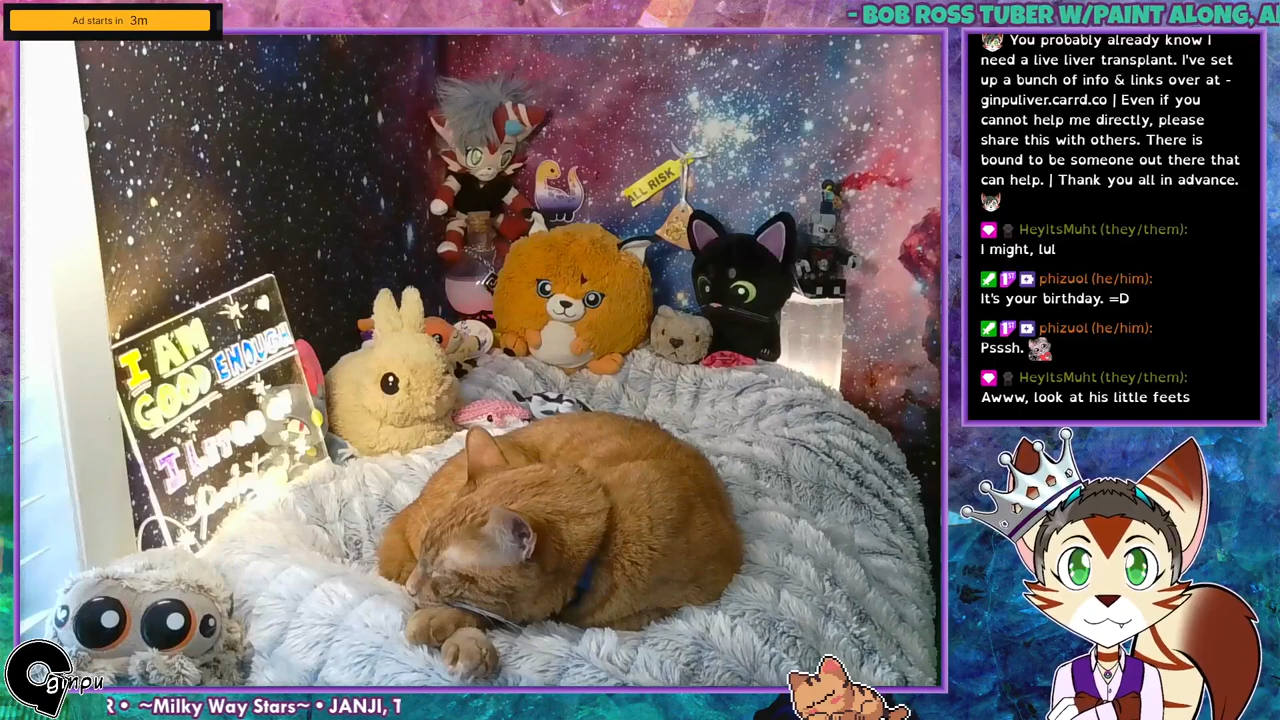 Ad starts in 3m
- BOB ROSS TUBER W/PAINT ALONG, AI
You probably already know I
need a live liver transplant. I've set
up a bunch of info & links over at -
ginpuliver.carrd.co | Even if you
cannot help me directly, please
share this with others. There is
bound to be someone out there that
can help. | Thank you all in advance.
HeyItsMuht (they/them):
I might, lul
1ST phizuol (he/him):
It's your birthday. =D
1ST phizuol (he/him):
Psssh.
HeyItsMuht (they/them):
Awww, look at his little feets
ALL RISK
I AM
GOOD ENOUGH
ginpu
R • ~Milky Way Stars~ • JANJI, T